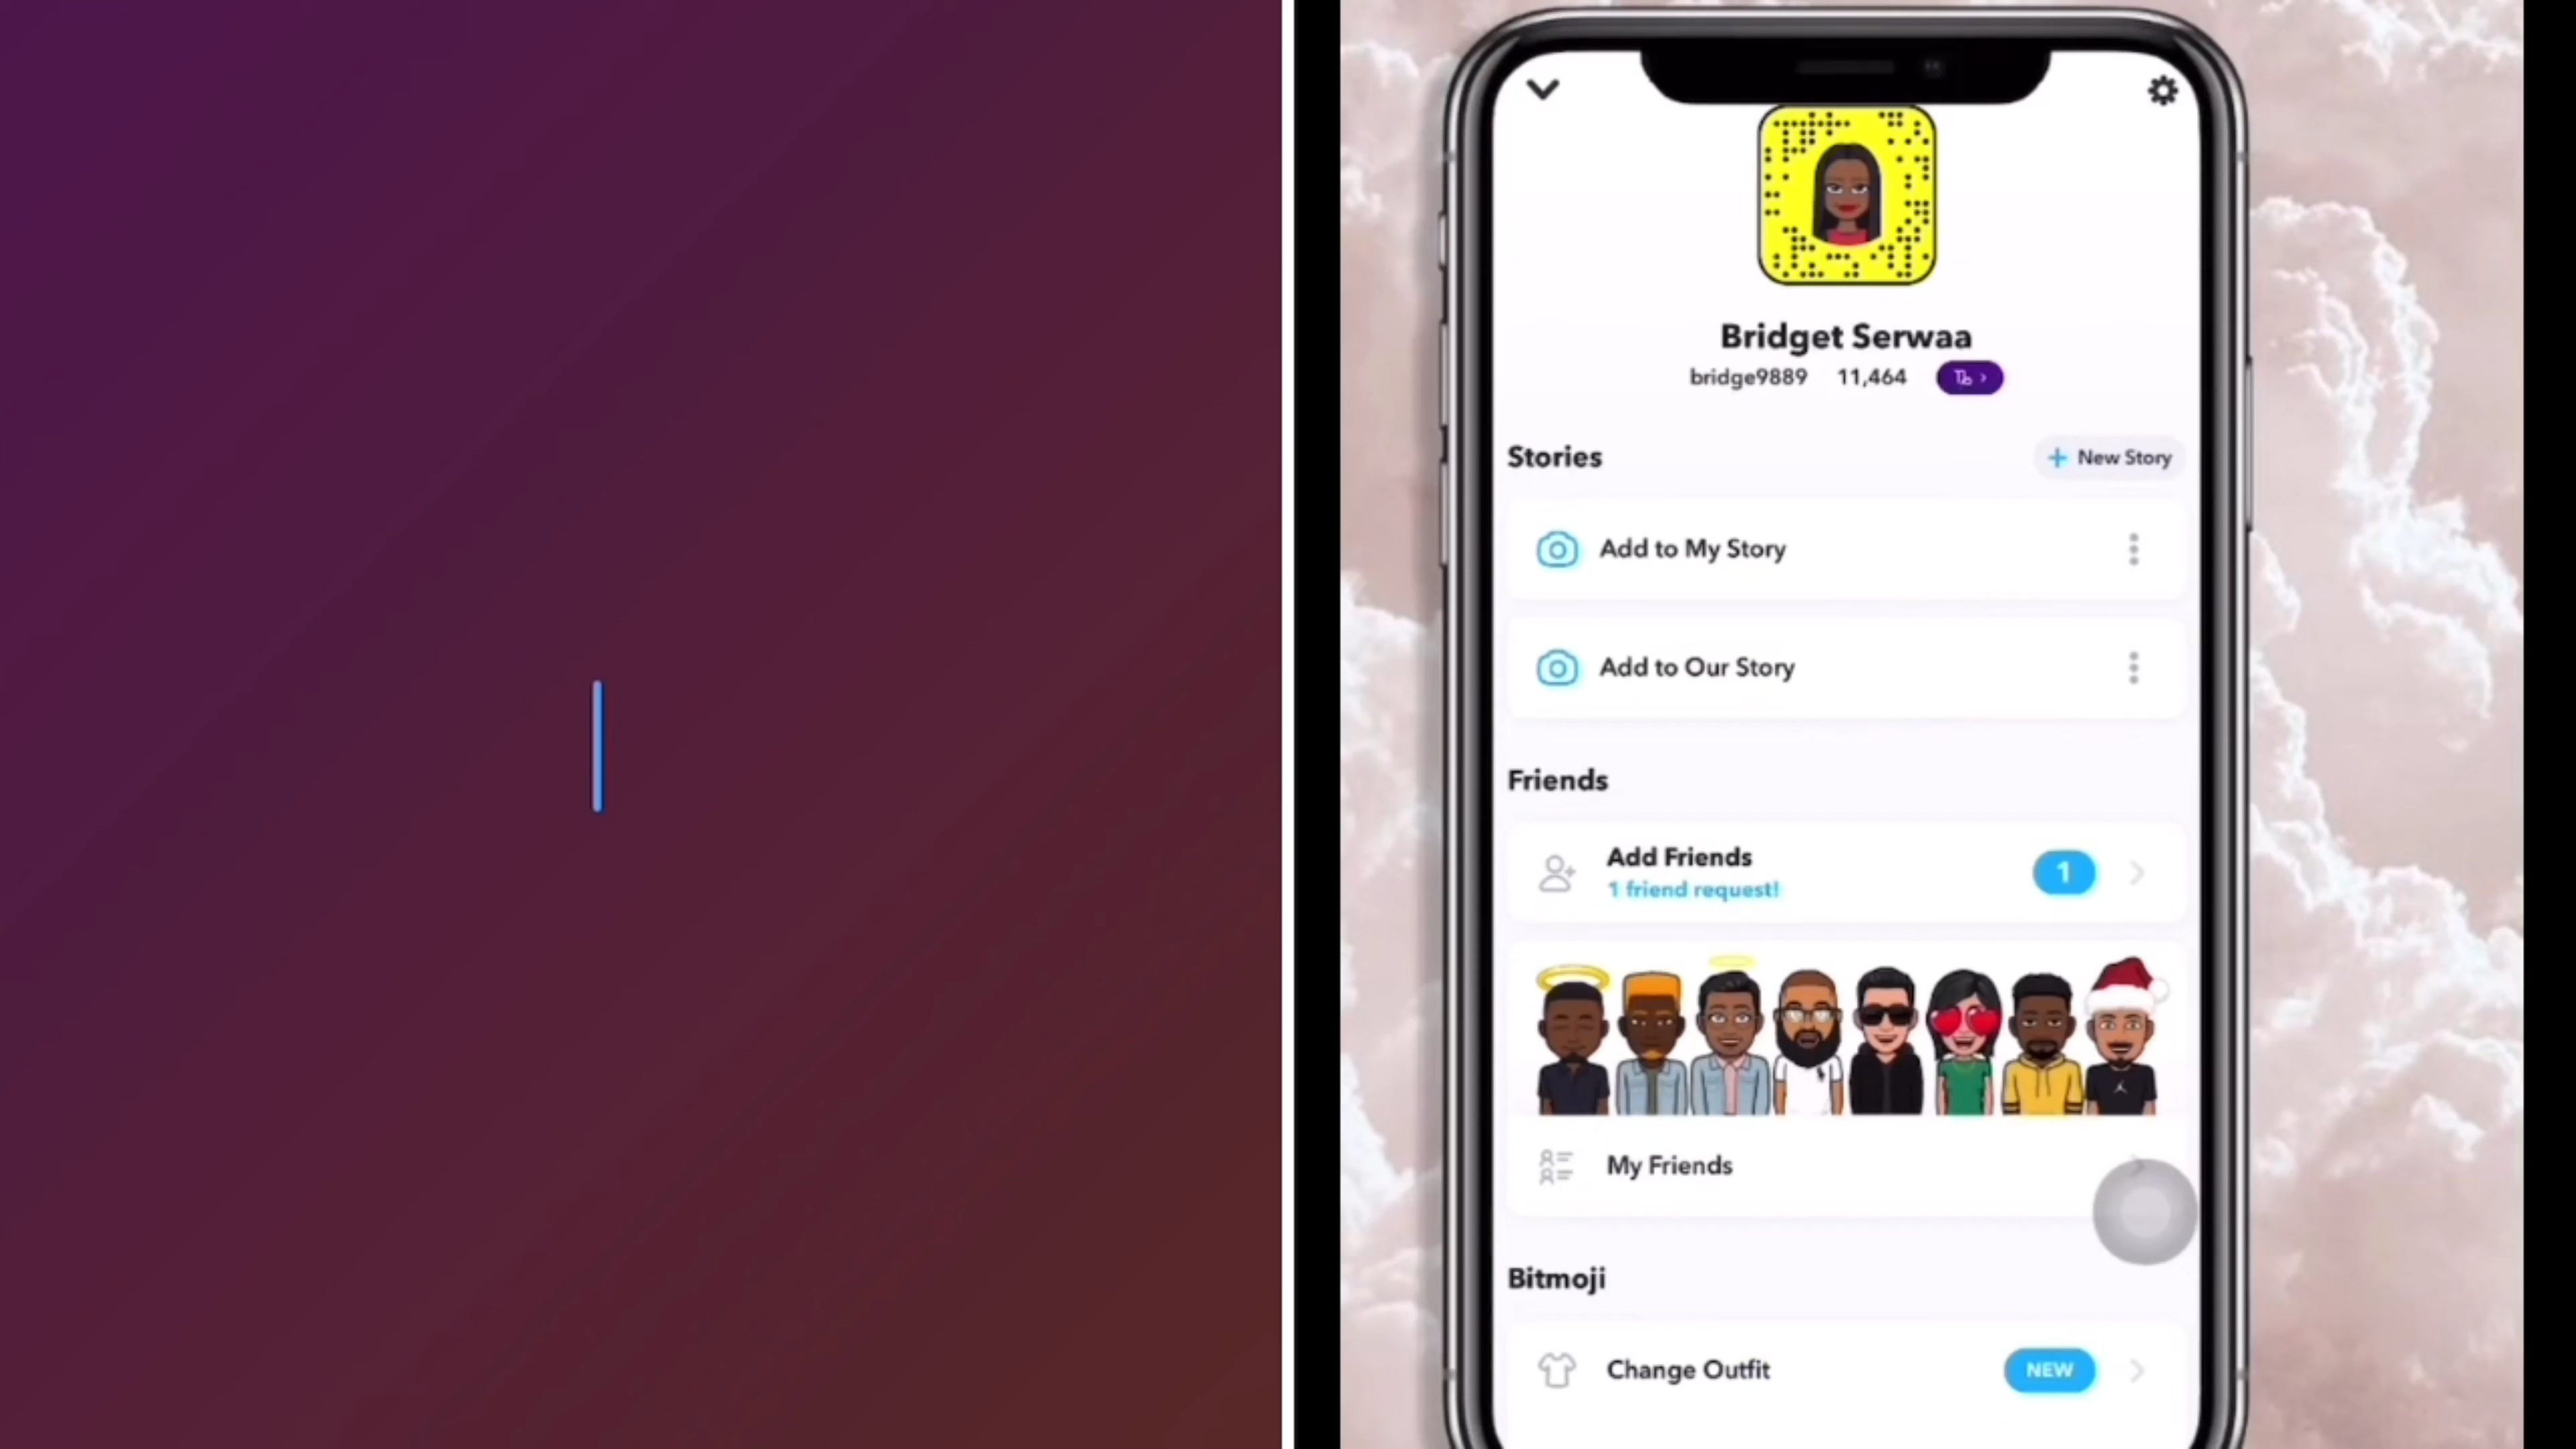 Bridget Serwaa
bridge9889 11,464
Stories
+ New Story
Add to My Story
Add to Our Story
Friends
Add Friends
1 friend request!
1
My Friends
Bitmoji
Change Outfit
NEW